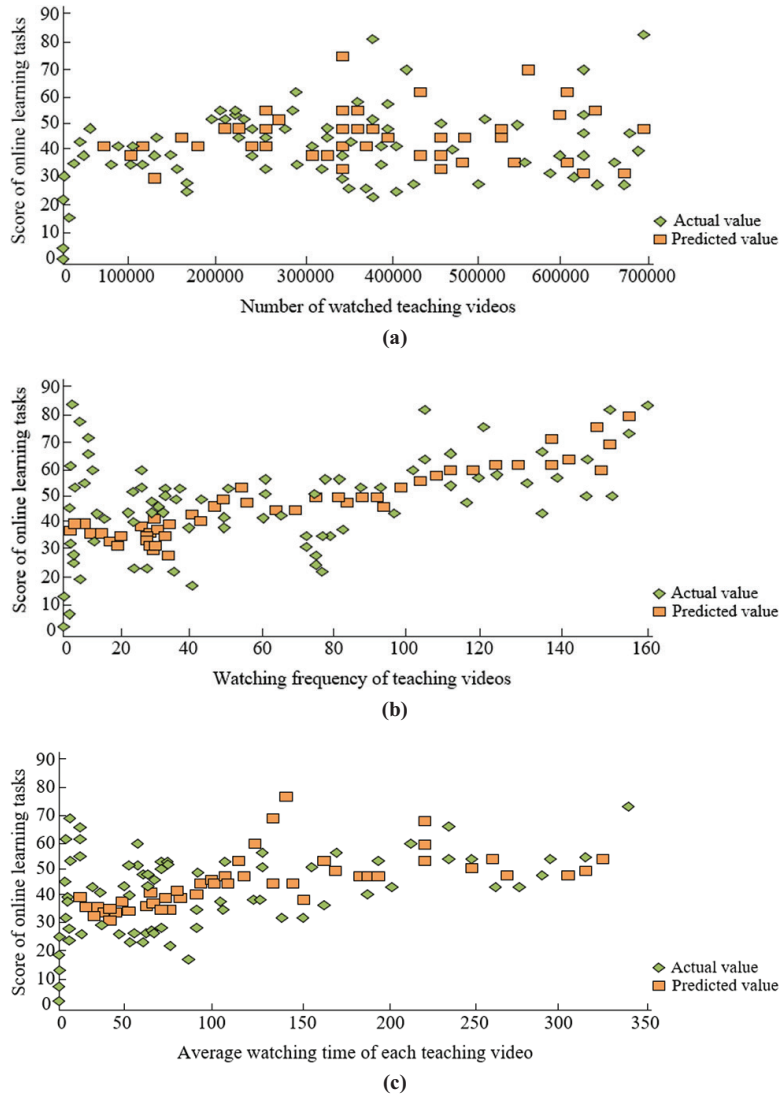 90
80
70
60
50
40
30
20
10
0
Score of online learning tasks
0 100000 200000 300000 400000 500000 600000 700000
Number of watched teaching videos
Actual value
Predicted value
(a)
90
80
70
60
50
40
30
20
10
0
Score of online learning tasks
0 20 40 60 80 100 120 140 160
Watching frequency of teaching videos
Actual value
Predicted value
(b)
90
80
70
60
50
40
30
20
10
0
Score of online learning tasks
0 50 100 150 200 250 300 350
Average watching time of each teaching video
Actual value
Predicted value
(c)